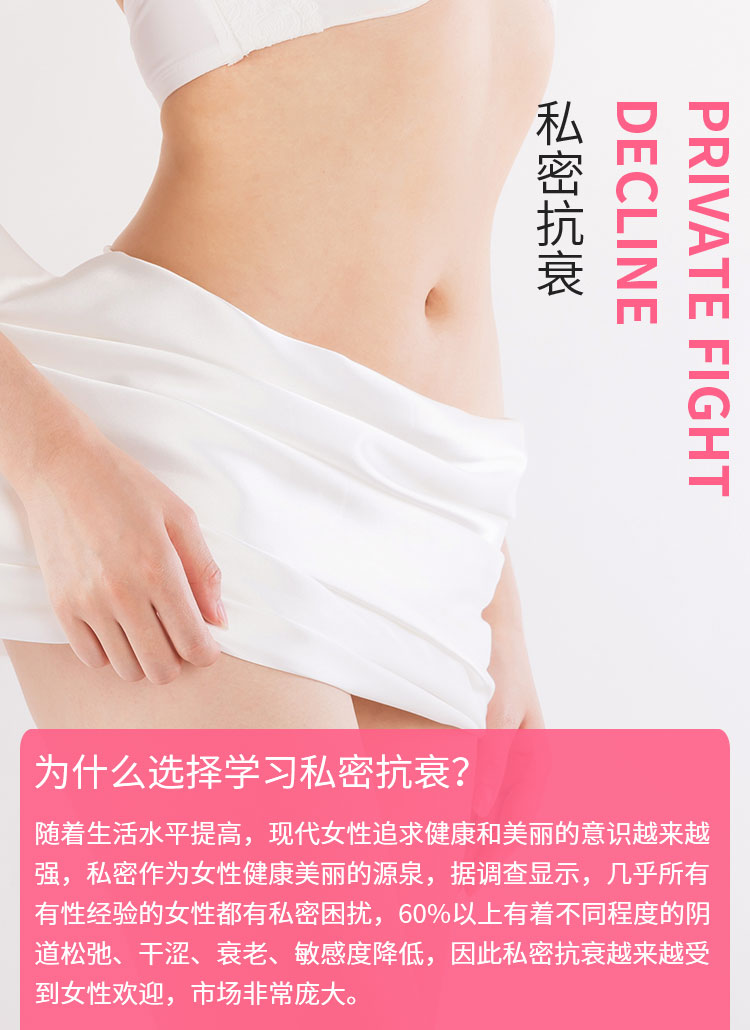 私密抗衰
PRIVATE FIGHT
DECLINE
为什么选择学习私密抗衰？
随着生活水平提高，现代女性追求健康和美丽的意识越来越
强，私密作为女性健康美丽的源泉，据调查显示，几乎所有
有性经验的女性都有私密困扰，60%以上有着不同程度的阴
道松弛、干涩、衰老、敏感度降低，因此私密抗衰越来越受
到女性欢迎，市场非常庞大。